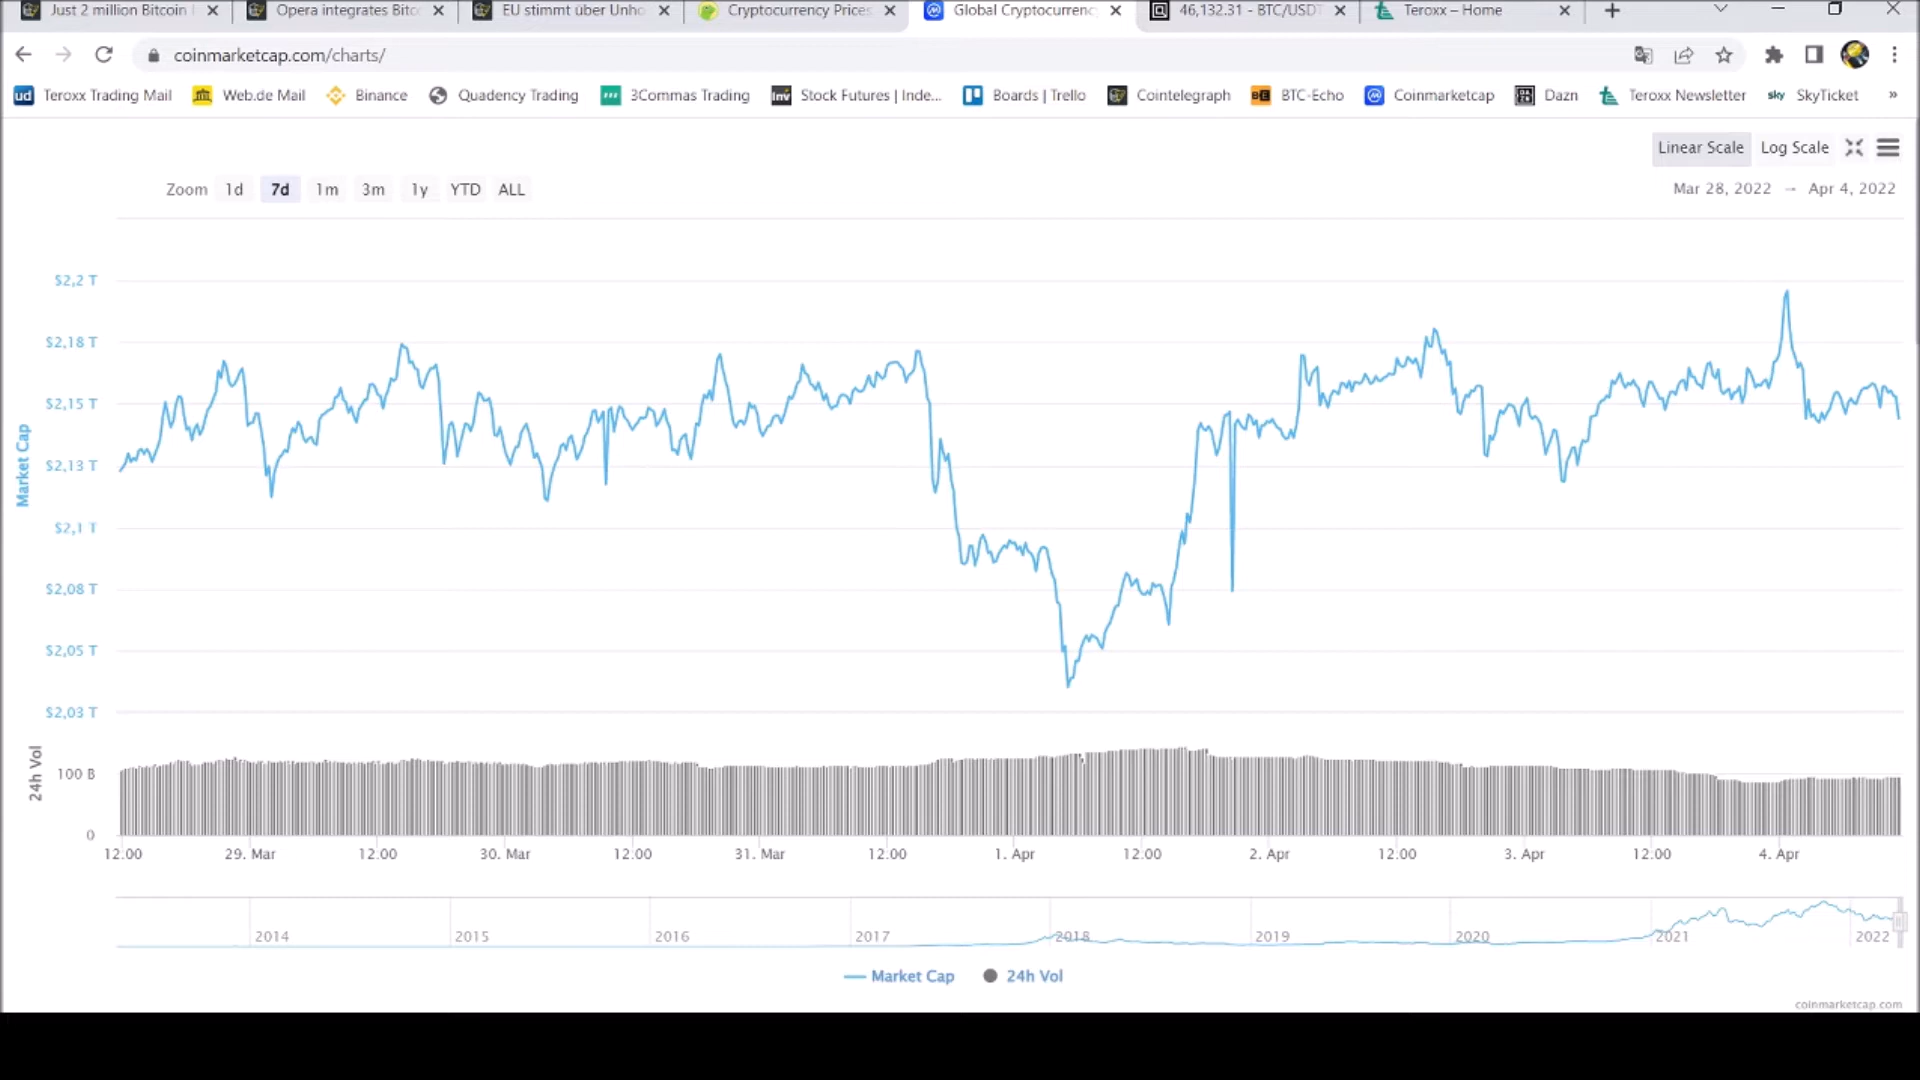 Just 2 million Bitcoin
Opera integrates Bitc
EU stimmt über Unho
Cryptocurrency Prices
Global Cryptocurrenc
46,132.31 - BTC/USDT
Teroxx – Home
coinmarketcap.com/charts/
ud Teroxx Trading Mail
Web.de Mail
Binance
Quadency Trading
3Commas Trading
Inv Stock Futures | Inde...
Boards | Trello
Cointelegraph
BTC-Echo
Coinmarketcap
DAZN Dazn
Teroxx Newsletter
sky SkyTicket
»
Linear Scale Log Scale
Zoom 1d 7d 1m 3m 1y YTD ALL
Mar 28, 2022 → Apr 4, 2022
$2,2 T
$2,18 T
$2,15 T
$2,13 T
$2,1 T
$2,08 T
$2,05 T
$2,03 T
Market Cap
100 B
0
24h Vol
12:00 29. Mar 12:00 30. Mar 12:00 31. Mar 12:00 1. Apr 12:00 2. Apr 12:00 3. Apr 12:00 4. Apr
2014 2015 2016 2017 2018 2019 2020 2021 2022
Market Cap 24h Vol
coinmarketcap.com